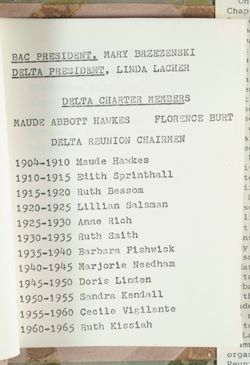 BAC PRESIDENT, MARY BRZEZENSKI
DELTA PRESIDENT, LINDA LACHER
DELTA CHARTER MEMBERS
MAUDE ABBOTT HAWKES FLORENCE BURT
DELTA REUNION CHAIRMEN
1904-1910 Maude Hawkes
1910-1915 Edith Sprinthall
1915-1920 Ruth Bessom
1920-1925 Lillian Salsman
1925-1930 Anne Rich
1930-1935 Ruth Smith
1935-1940 Barbara Fishwick
1940-1945 Marjorie Needham
1945-1950 Doris Linden
1950-1955 Sandra Kendall
1955-1960 Cecile Vigilante
1960-1965 Ruth Kissiah